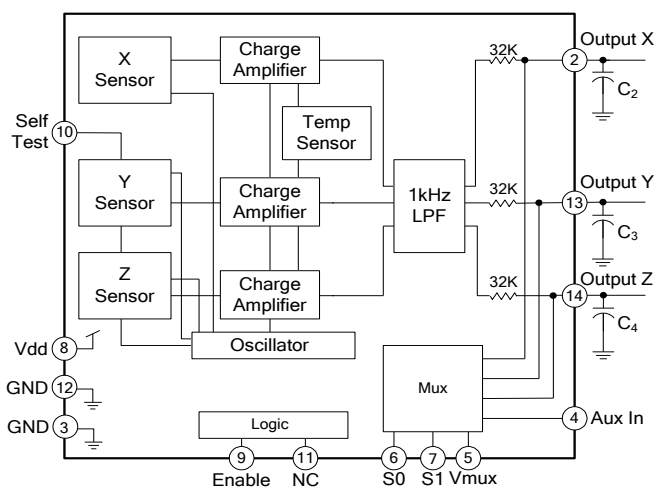 X
Sensor
Charge
Amplifier
32K
2
Output X
C2
Self
Test
10
Temp
Sensor
Y
Sensor
Charge
Amplifier
1kHz
LPF
32K
13
Output Y
C3
Z
Sensor
Charge
Amplifier
32K
14
Output Z
C4
Oscillator
Vdd
8
GND
12
GND
3
Mux
4
Aux In
Logic
9
11
6
7
5
Enable
NC
S0
S1
Vmux